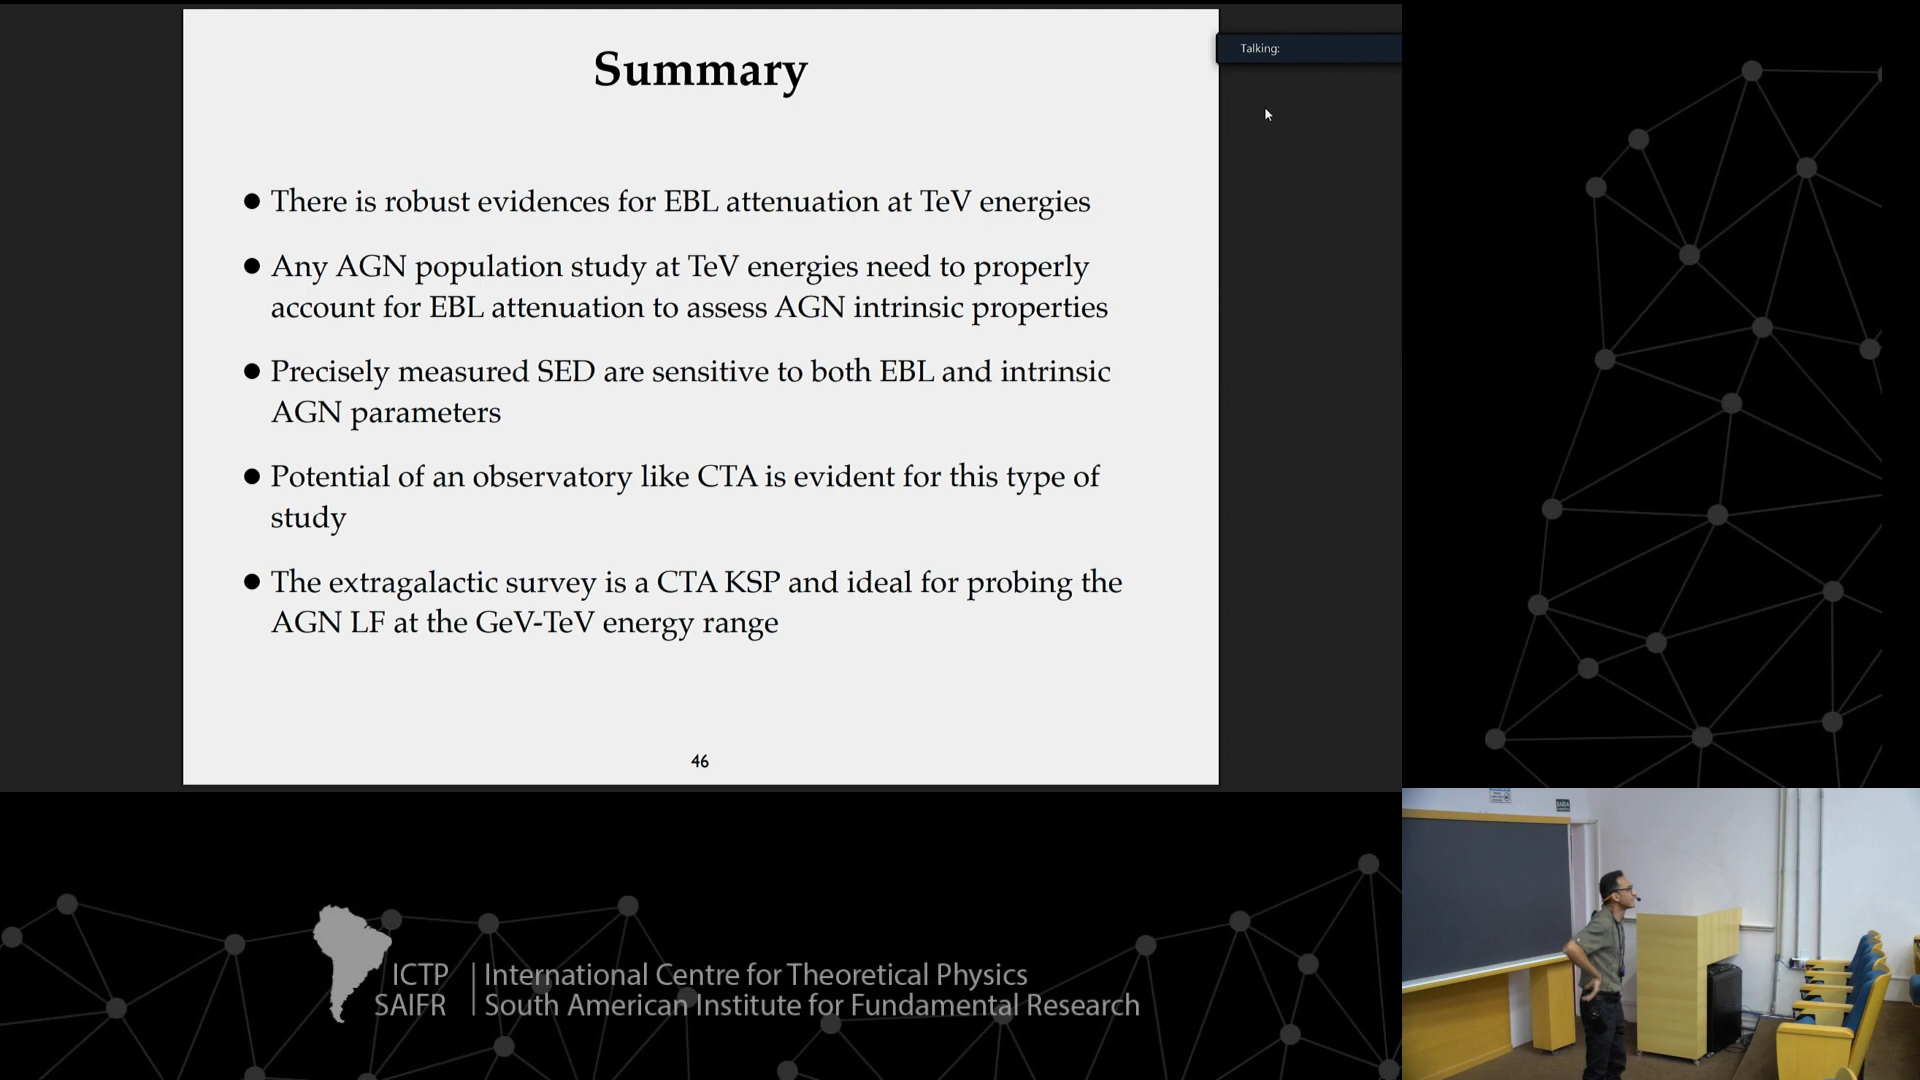 Summary
Talking:
● There is robust evidences for EBL attenuation at TeV energies
● Any AGN population study at TeV energies need to properly
account for EBL attenuation to assess AGN intrinsic properties
● Precisely measured SED are sensitive to both EBL and intrinsic
AGN parameters
● Potential of an observatory like CTA is evident for this type of
study
● The extragalactic survey is a CTA KSP and ideal for probing the
AGN LF at the GeV-TeV energy range
46
ICTP | International Centre for Theoretical Physics
SAIFR | South American Institute for Fundamental Research